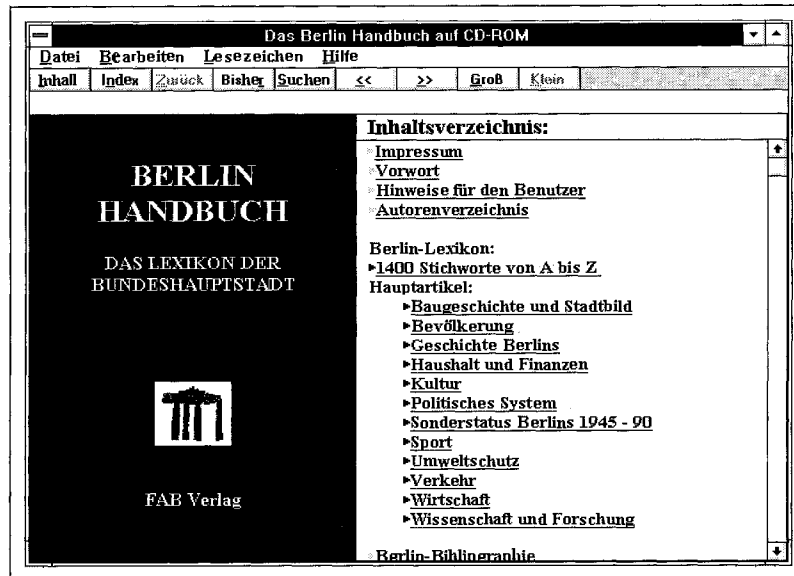 Das Berlin Handbuch auf CD-ROM
Datei Bearbeiten Lesezeichen Hilfe
Inhalt Index Zurück Bisher Suchen << >> Groß Klein
BERLIN
HANDBUCH
DAS LEXIKON DER
BUNDESHAUPTSTADT
FAB Verlag
Inhaltsverzeichnis:
Impressum
Vorwort
Hinweise für den Benutzer
Autorenverzeichnis
Berlin-Lexikon:
1400 Stichworte von A bis Z
Hauptartikel:
Baugeschichte und Stadtbild
Bevölkerung
Geschichte Berlins
Haushalt und Finanzen
Kultur
Politisches System
Sonderstatus Berlins 1945 - 90
Sport
Umweltschutz
Verkehr
Wirtschaft
Wissenschaft und Forschung
Berlin-Bibliographie